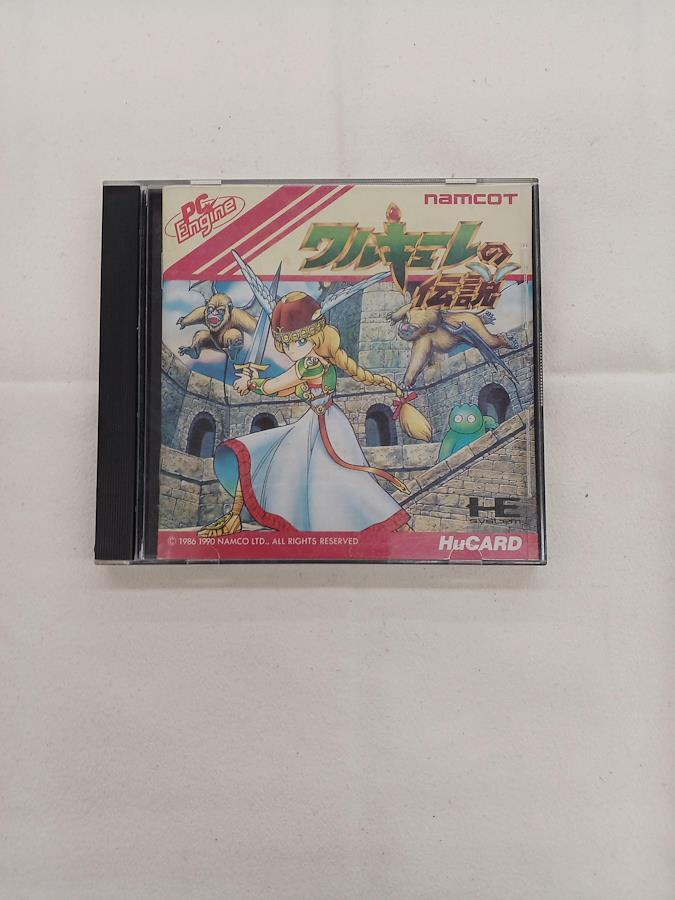 PC
Engine
namcoT
ワルキューレの
伝説
HE
SYSTEM
© 1986 1990 NAMCO LTD., ALL RIGHTS RESERVED
HuCARD